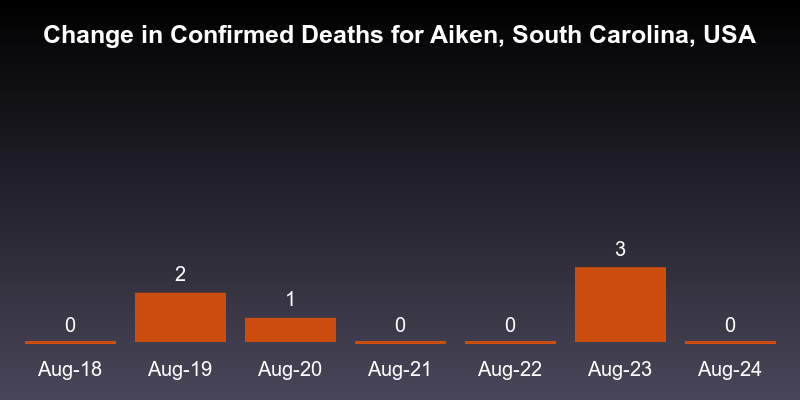 Change in Confirmed Deaths for Aiken, South Carolina, USA
3
2
1
0 0 0 0
Aug-18 Aug-19 Aug-20 Aug-21 Aug-22 Aug-23 Aug-24